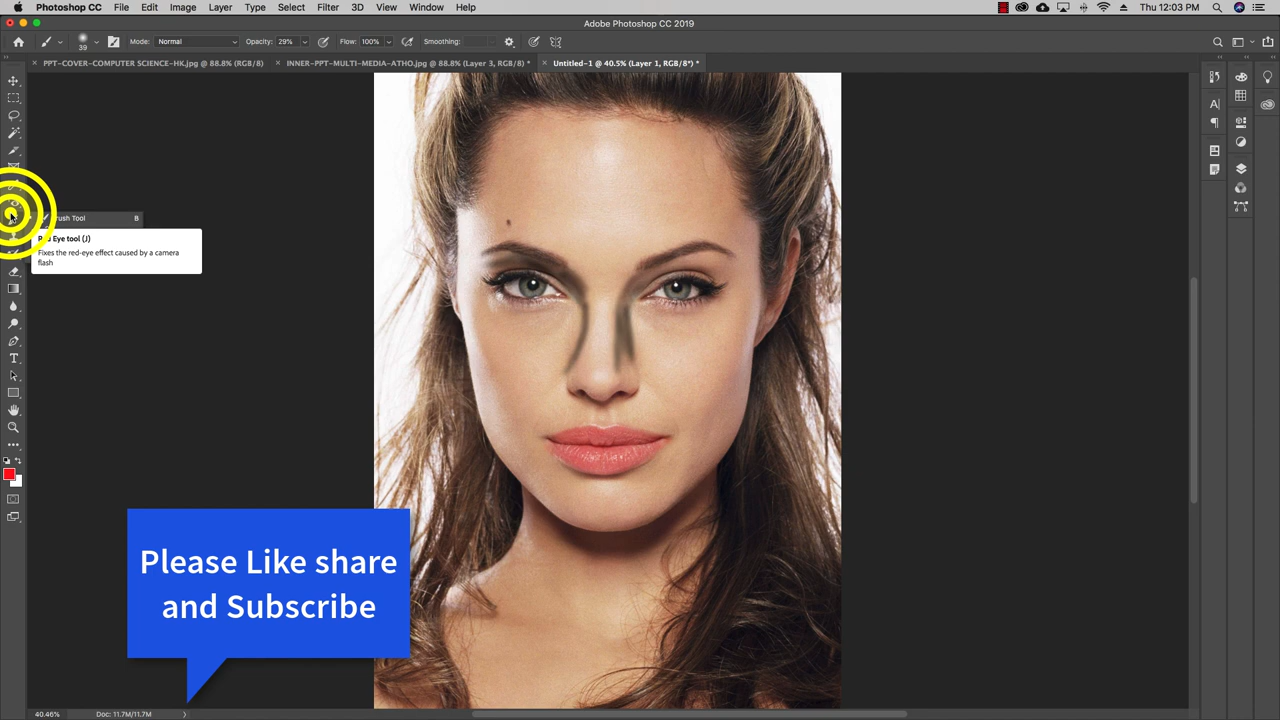 Photoshop CC File Edit Image Layer Type Select Filter 3D View Window Help Thu 12:03 PM
Adobe Photoshop CC 2019
39 Mode: Normal Opacity: 29% Flow: 100% Smoothing:
PPT-COVER-COMPUTER SCIENCE-HK.jpg @ 88.8% (RGB/8) INNER-PPT-MULTI-MEDIA-ATHO.jpg @ 88.8% (Layer 3, RGB/8) * Untitled-1 @ 40.5% (Layer 1, RGB/8*) *
Tool B
Eye tool (J)
Fixes the red-eye effect caused by a camera
flash
Please Like share
and Subscribe
40.46% Doc: 11.7M/11.7M